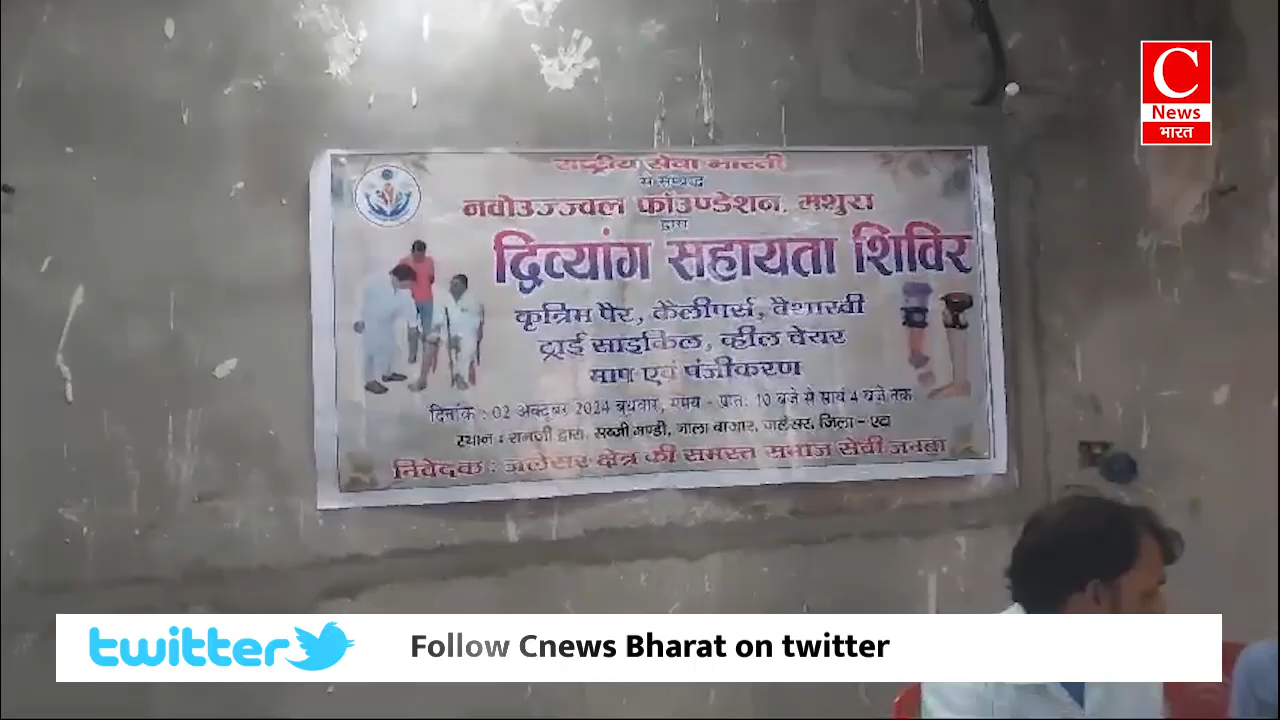 C
News
भारत
राष्ट्रीय सेवा भारती
से सम्बद्ध
नवोउज्ज्वल फांउण्डेशन, मथुरा
द्वारा
द्विव्यांग सहायता शिविर
कृत्रिम पैर, केलीपर्स, वैशाखी
ट्राई साइकिल, व्हील चेयर
माप एवं पंजीकरण
दिनांक : 02 अक्टूबर 2024 बुधवार, समय - प्रात: 10 बजे से सायं 4 बजे तक
स्थान : रामजी द्वारा, सब्जी मण्डी, बाजार, जलेसर, जिला - एटा
निवेदक : जलेसर क्षेत्र की समस्त समाज सेवी जनता
twitter Follow Cnews Bharat on twitter